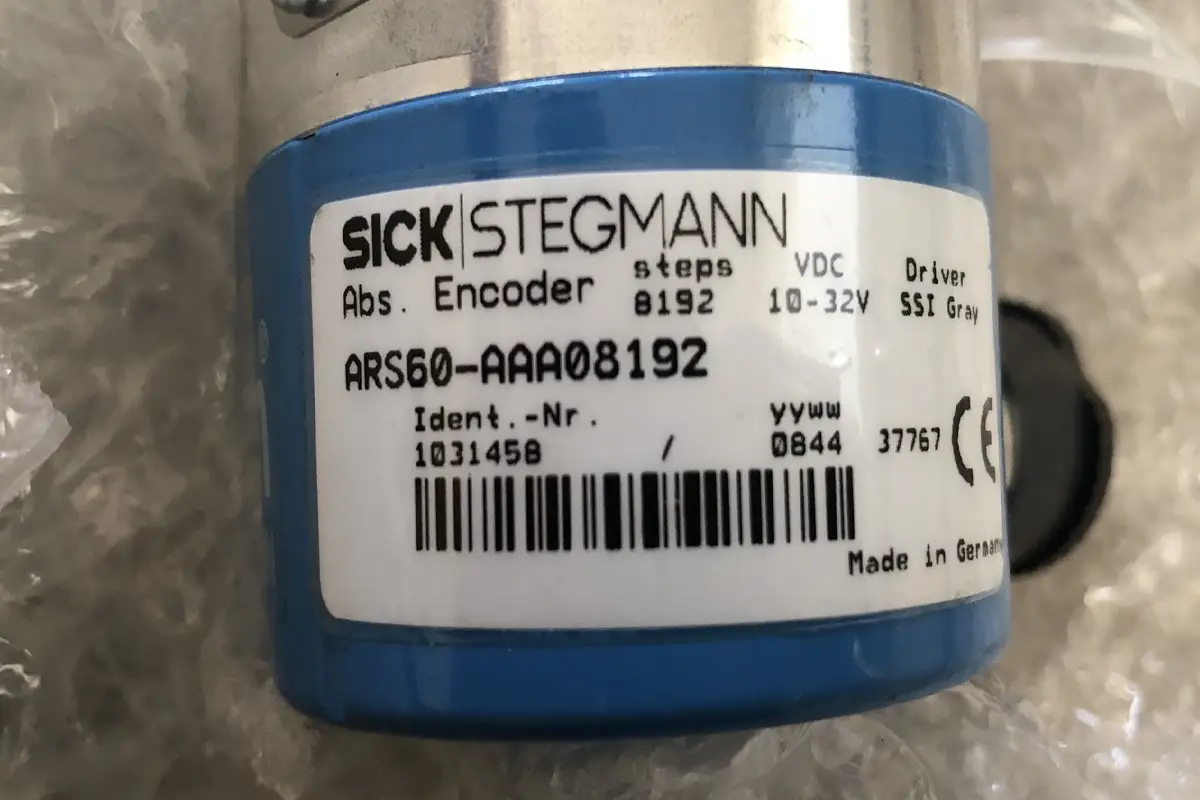 SICK|STEGMANN
Abs. Encoder steps VDC Driver
8192 10-32V SSI Gray
ARS60-AAA08192
Ident.-Nr. yyww
1031458 / 0844 37767 CE
Made in German